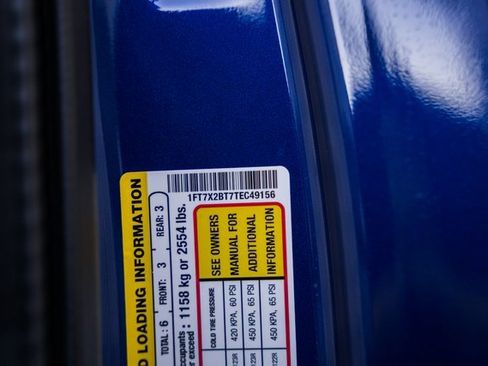 1FT7X2BT7TEC49156
LOADING INFORMATION
TOTAL : 6 FRONT: 3 REAR: 3
exceed : 1158 kg or 2554 lbs.
SEE OWNERS
MANUAL FOR
ADDITIONAL
INFORMATION
COLD TIRE PRESSURE
420 KPA, 60 PSI
450 KPA, 65 PSI
450 KPA, 65 PSI